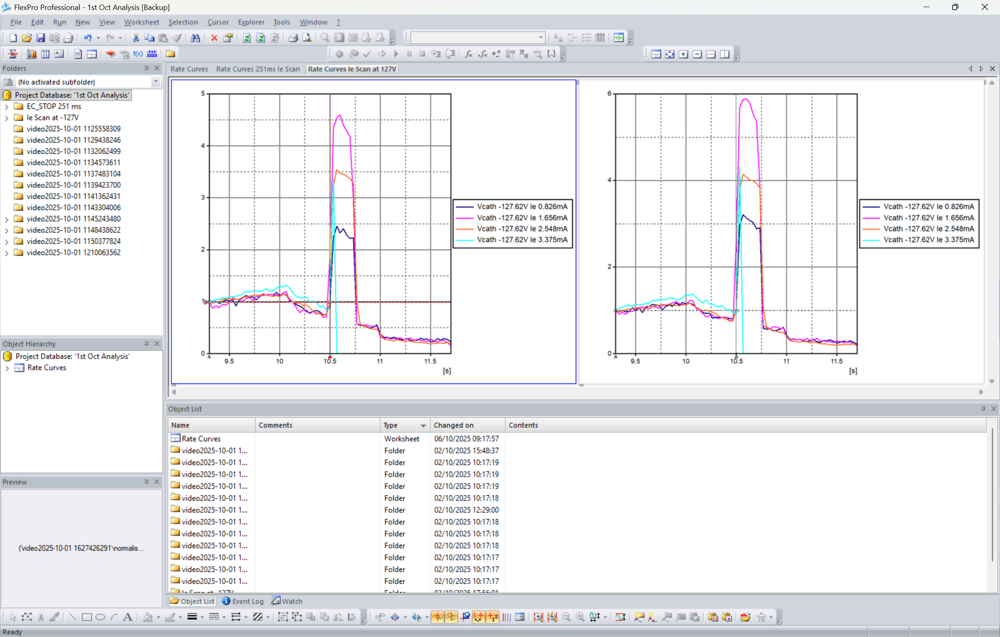 FlexPro Professional - 1st Oct Analysis [Backup]
File Edit Run New View Worksheet Selection Cursor Explorer Tools Window ?
Folders
(No activated subfolder)
Project Database: '1st Oct Analysis'
EC_STOP 251 ms
Ie Scan at -127V
video2025-10-01 1125558309
video2025-10-01 1129438246
video2025-10-01 1132062499
video2025-10-01 1134573611
video2025-10-01 1137483104
video2025-10-01 1139423700
video2025-10-01 1141362431
video2025-10-01 1143304006
video2025-10-01 1145243480
video2025-10-01 1148438622
video2025-10-01 1150377824
video2025-10-01 1210063562
Object Hierarchy
Project Database: '1st Oct Analysis'
Rate Curves
Preview
('video2025-10-01 1627426291\normalis...
Rate Curves Rate Curves 251ms Ie Scan Rate Curves Ie Scan at 127V
5
4
3
2
1
0
9.5 10 10.5 11 11.5
[s]
Vcath -127.62V Ie 0.826mA
Vcath -127.62V Ie 1.656mA
Vcath -127.62V Ie 2.548mA
Vcath -127.62V Ie 3.375mA
6
4
2
0
9.5 10 10.5 11 11.5
[s]
Vcath -127.62V Ie 0.826mA
Vcath -127.62V Ie 1.656mA
Vcath -127.62V Ie 2.548mA
Vcath -127.62V Ie 3.375mA
Object List
Name Comments Type Changed on Contents
Rate Curves Worksheet 06/10/2025 09:17:57
video2025-10-01 1... Folder 02/10/2025 15:48:37
video2025-10-01 1... Folder 02/10/2025 10:17:19
video2025-10-01 1... Folder 02/10/2025 10:17:19
video2025-10-01 1... Folder 02/10/2025 10:17:19
video2025-10-01 1... Folder 02/10/2025 10:17:18
video2025-10-01 1... Folder 02/10/2025 12:29:00
video2025-10-01 1... Folder 02/10/2025 10:17:18
video2025-10-01 1... Folder 02/10/2025 10:17:18
video2025-10-01 1... Folder 02/10/2025 10:17:18
video2025-10-01 1... Folder 02/10/2025 10:17:17
video2025-10-01 1... Folder 02/10/2025 10:17:17
video2025-10-01 1... Folder 02/10/2025 10:17:17
Object List Event Log Watch
Ready